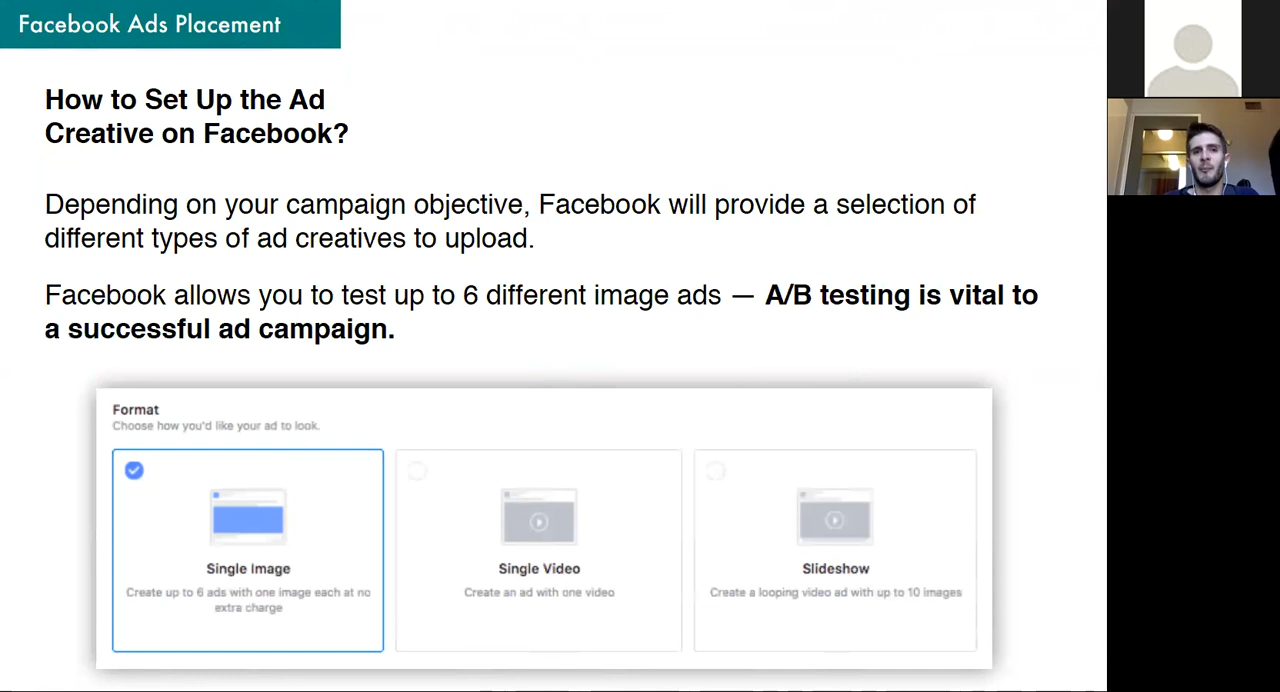 Facebook Ads Placement
How to Set Up the Ad
Creative on Facebook?
Depending on your campaign objective, Facebook will provide a selection of
different types of ad creatives to upload.
Facebook allows you to test up to 6 different image ads — A/B testing is vital to
a successful ad campaign.
Format
Choose how you'd like your ad to look.
Single Image
Create up to 6 ads with one image each at no
extra charge
Single Video
Create an ad with one video
Slideshow
Create a looping video ad with up to 10 images